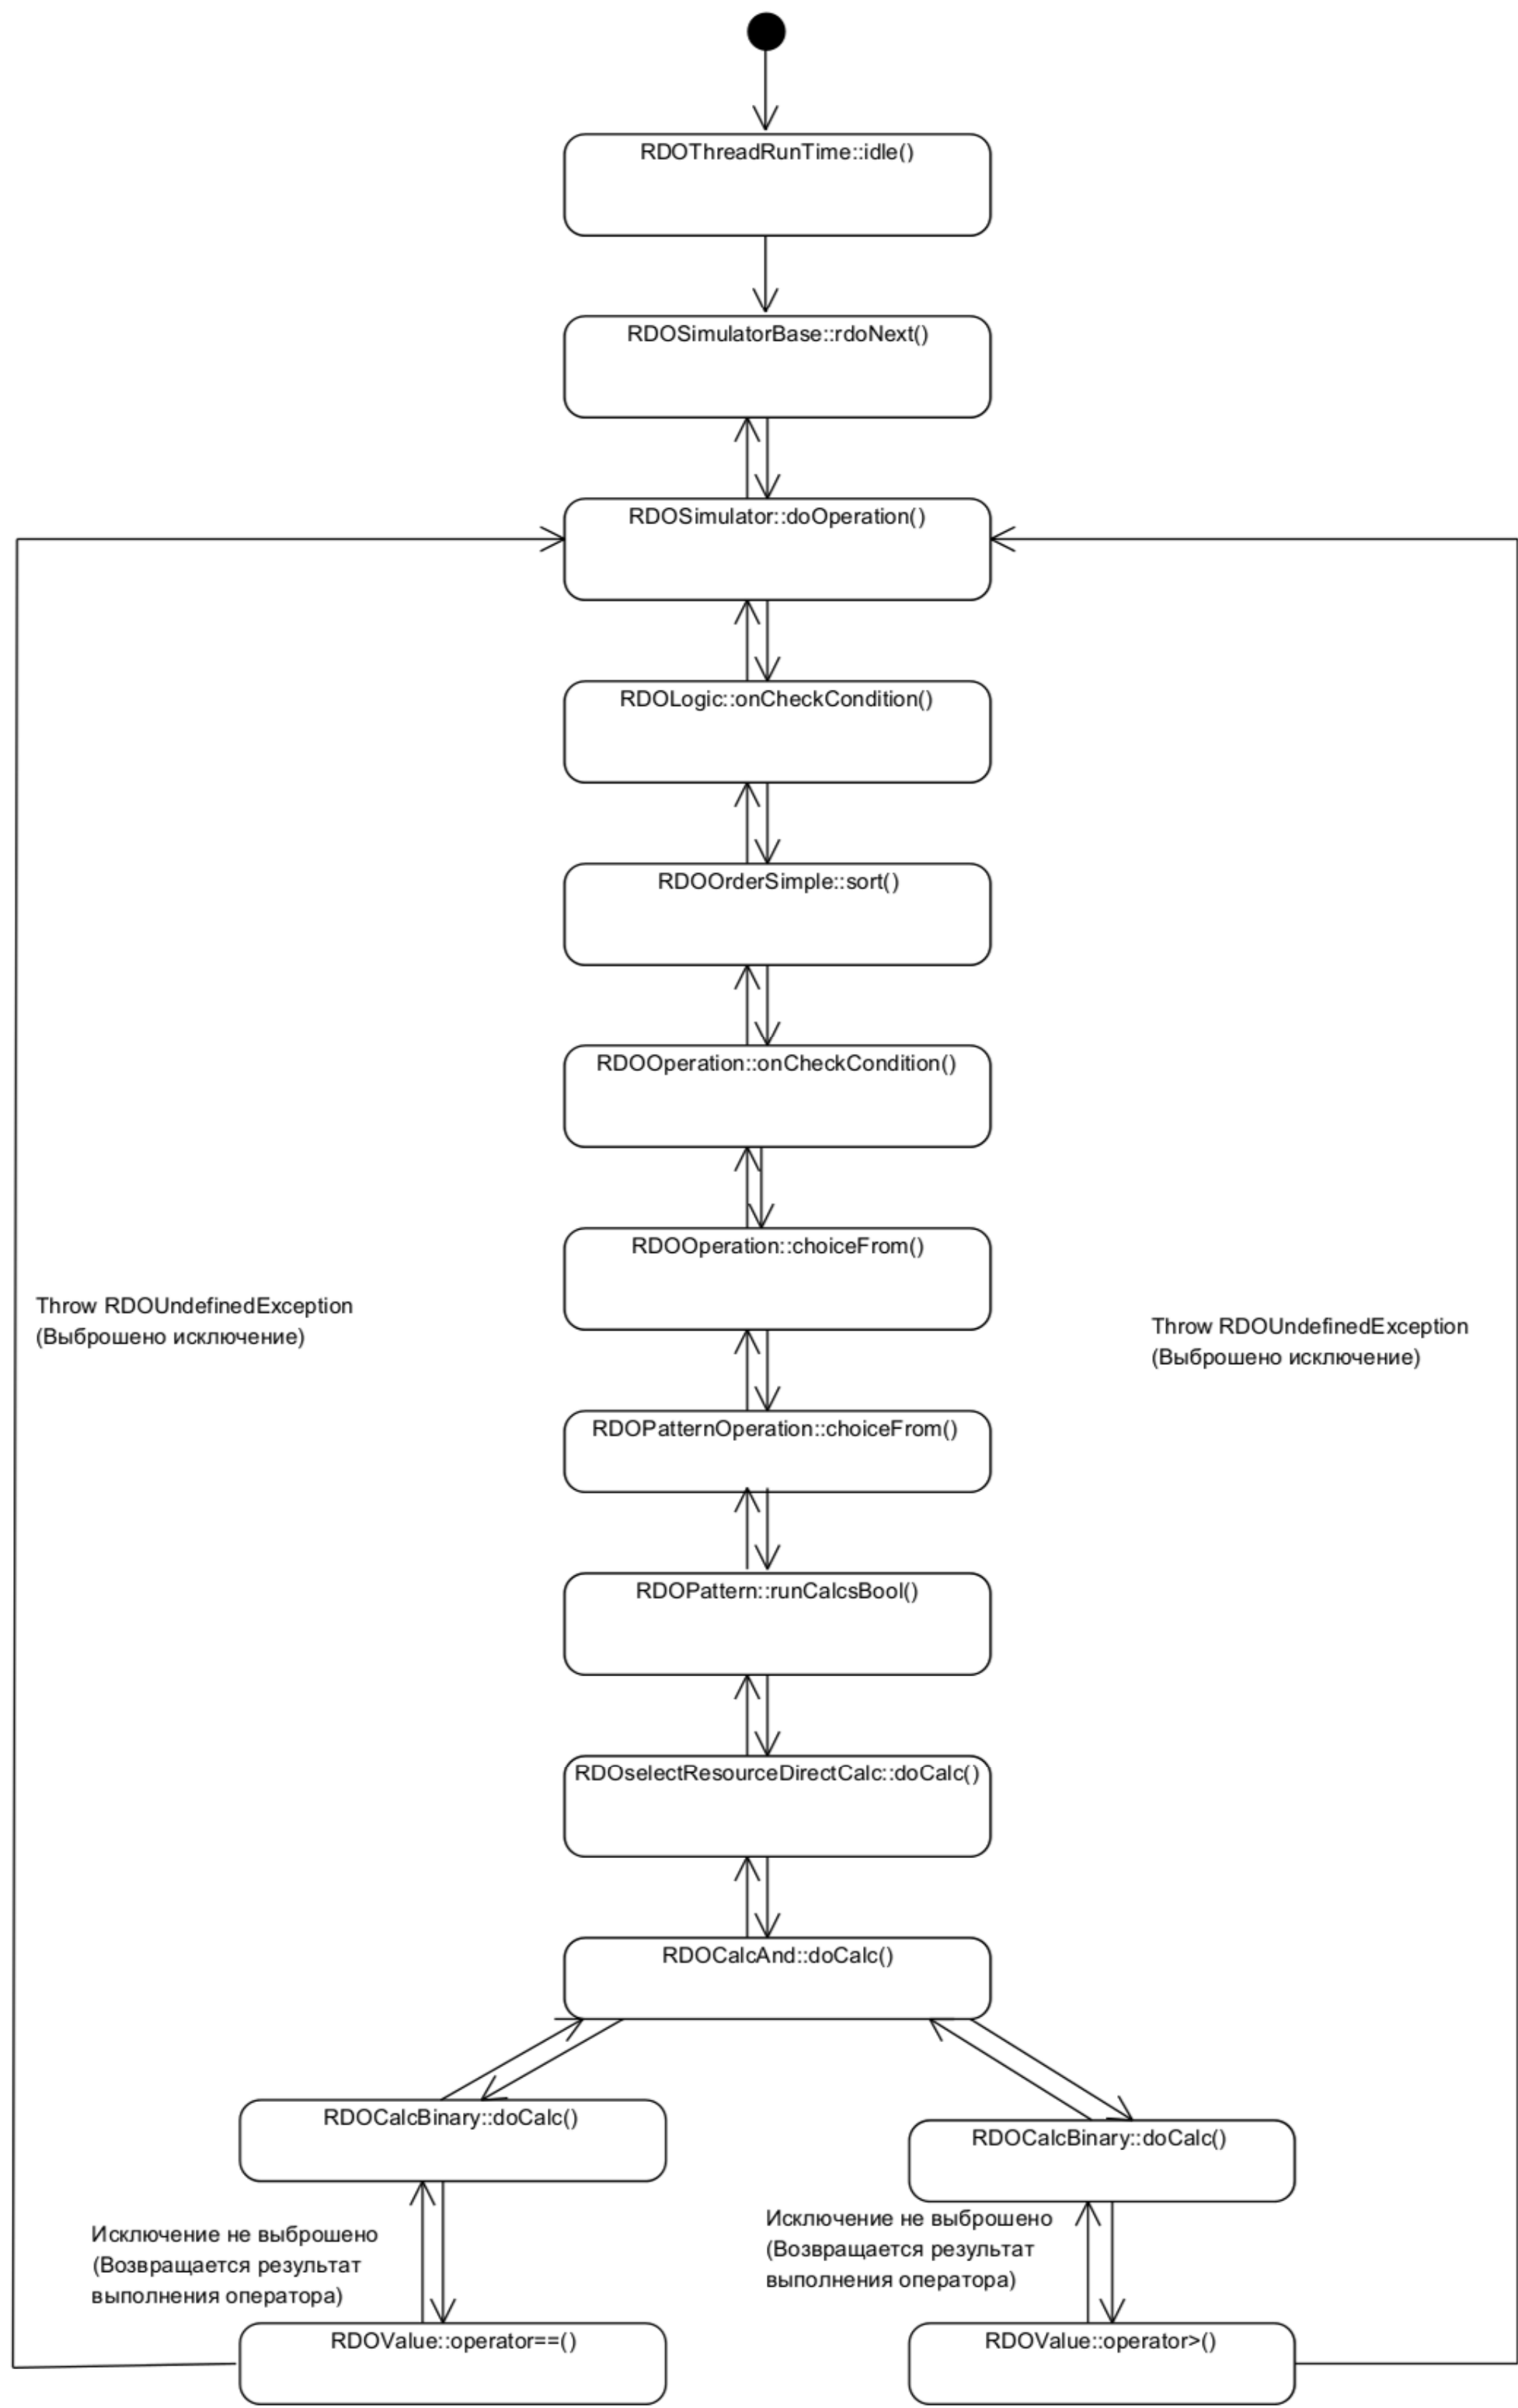 RDOThreadRunTime::idle()
RDOSimulatorBase::rdoNext()
RDOSimulator::doOperation()
RDOLogic::onCheckCondition()
RDOOrderSimple::sort()
RDOOperation::onCheckCondition()
RDOOperation::choiceFrom()
Throw RDOUndefinedException
(Выброшено исключение)
Throw RDOUndefinedException
(Выброшено исключение)
RDOPatternOperation::choiceFrom()
RDOPattern::runCalcsBool()
RDOselectResourceDirectCalc::doCalc()
RDOCalcAnd::doCalc()
RDOCalcBinary::doCalc()
RDOCalcBinary::doCalc()
Исключение не выброшено
(Возвращается результат
выполнения оператора)
Исключение не выброшено
(Возвращается результат
выполнения оператора)
RDOValue::operator==()
RDOValue::operator>()